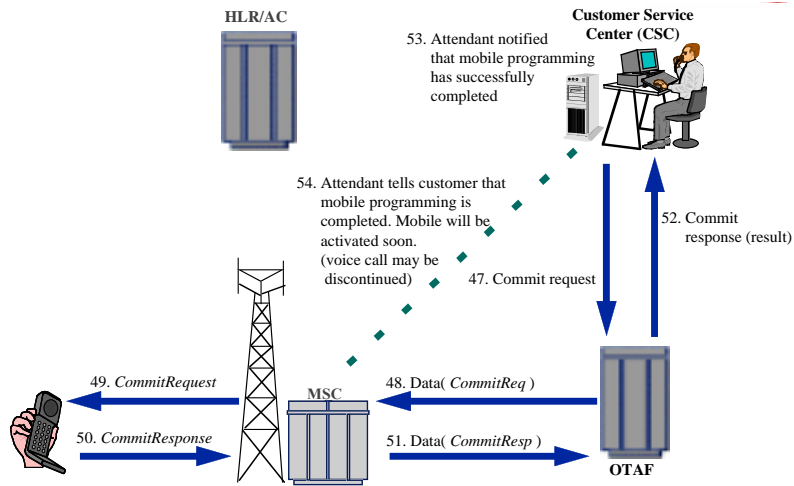 HLR/AC
Customer Service
Center (CSC)
53. Attendant notified
that mobile programming
has successfully
completed
54. Attendant tells customer that
mobile programming is
completed. Mobile will be
activated soon.
(voice call may be
discontinued)
52. Commit
response (result)
47. Commit request
49. CommitRequest
MSC
48. Data( CommitReq )
50. CommitResponse
51. Data( CommitResp )
OTAF